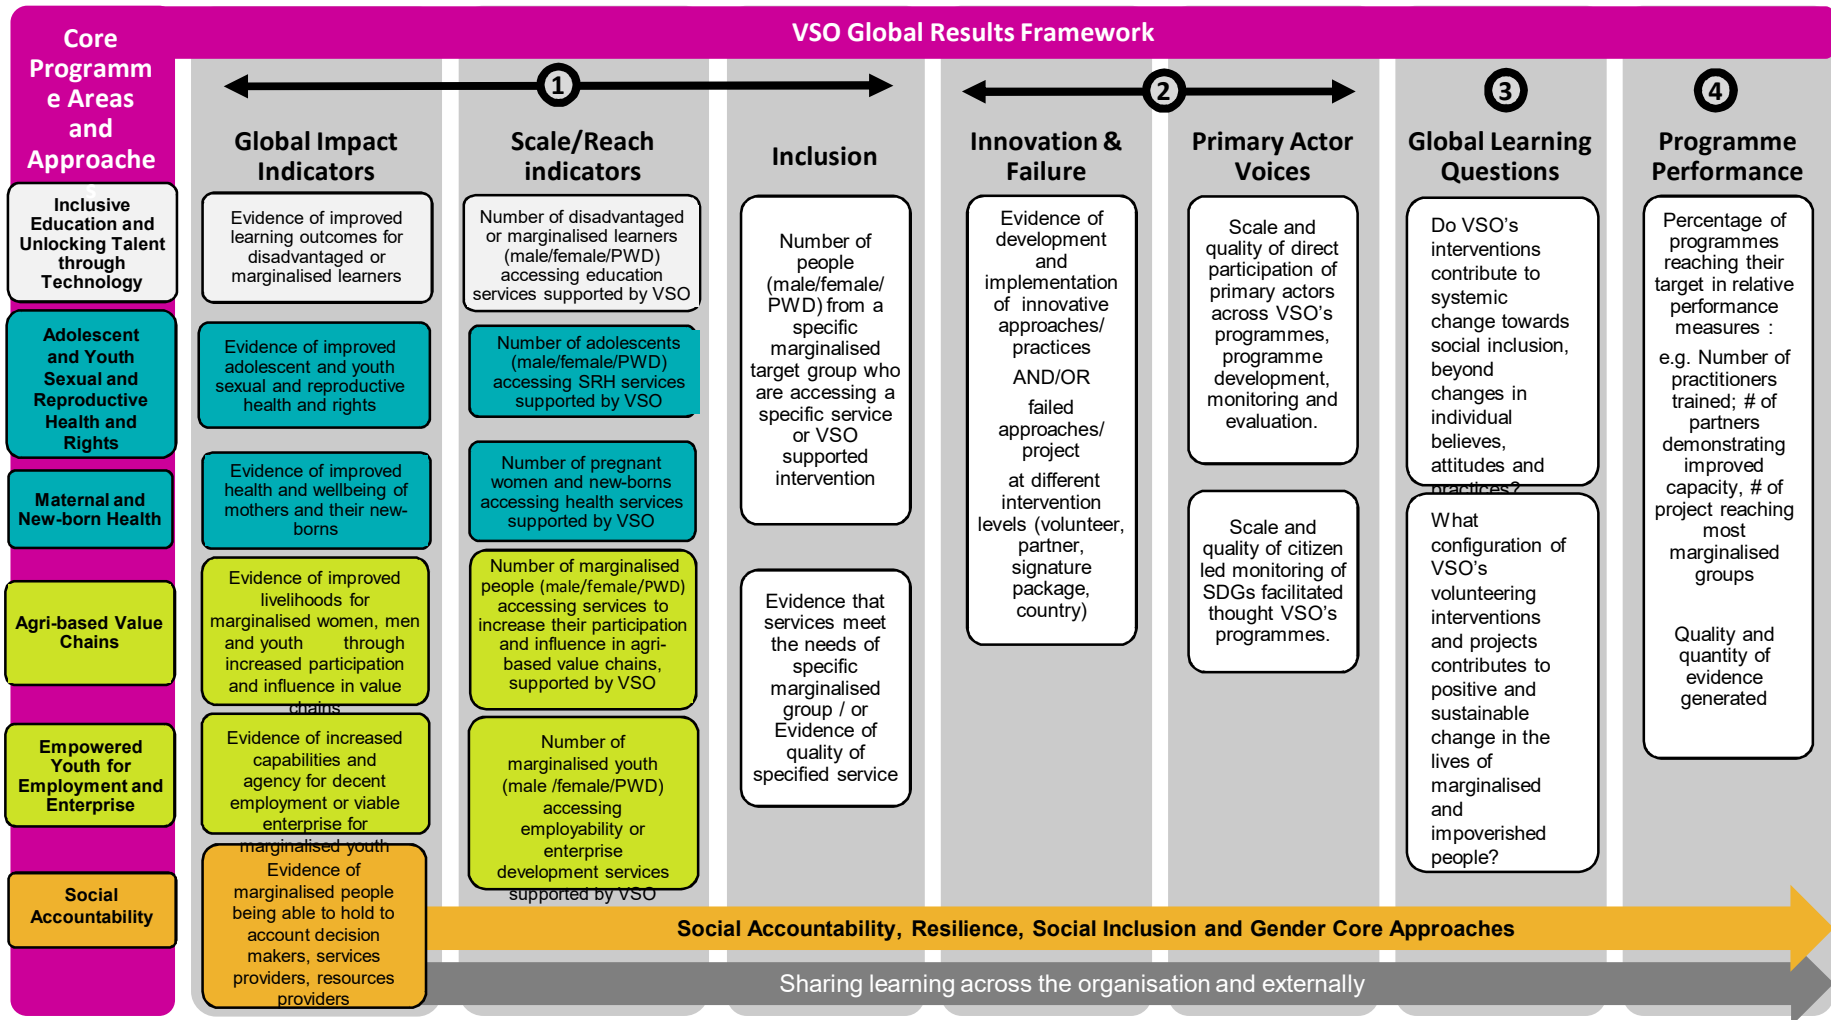 VSO Global Results Framework
Core
Programm
e Areas
and
Approache
s
1
2
3
4
Global Impact
Indicators
Scale/Reach
indicators
Inclusion
Innovation &
Failure
Primary Actor
Voices
Global Learning
Questions
Programme
Performance
Inclusive
Education and
Unlocking Talent
through
Technology
Evidence of improved
learning outcomes for
disadvantaged or
marginalised learners
Number of disadvantaged
or marginalised learners
(male/female/PWD)
accessing education
services supported by VSO
Adolescent
and Youth
Sexual and
Reproductive
Health and
Rights
Evidence of improved
adolescent and youth
sexual and reproductive
health and rights
Number of adolescents
(male/female/PWD)
accessing SRH services
supported by VSO
Maternal and
New-born Health
Evidence of improved
health and wellbeing of
mothers and their new-
borns
Number of pregnant
women and new-borns
accessing health services
supported by VSO
Agri-based Value
Chains
Evidence of improved
livelihoods for
marginalised women, men
and youth through
increased participation
and influence in value
chains
Number of marginalised
people (male/female/PWD)
accessing services to
increase their participation
and influence in agri-
based value chains,
supported by VSO
Empowered
Youth for
Employment and
Enterprise
Evidence of increased
capabilities and
agency for decent
employment or viable
enterprise for
marginalised youth
Number of
marginalised youth
(male /female/PWD)
accessing
employability or
enterprise
development services
supported by VSO
Social
Accountability
Evidence of
marginalised people
being able to hold to
account decision
makers, services
providers, resources
providers
Number of
people
(male/female/
PWD) from a
specific
marginalised
target group who
are accessing a
specific service
or VSO
supported
intervention
Evidence that
services meet
the needs of
specific
marginalised
group / or
Evidence of
quality of
specified service
Evidence of
development
and
implementation
of innovative
approaches/
practices
AND/OR
failed
approaches/
project
at different
intervention
levels (volunteer,
partner,
signature
package,
country)
Scale and
quality of direct
participation of
primary actors
across VSO's
programmes,
programme
development,
monitoring and
evaluation.
Scale and
quality of citizen
led monitoring of
SDGs facilitated
thought VSO's
programmes.
Do VSO's
interventions
contribute to
systemic
change towards
social inclusion,
beyond
changes in
individual
believes,
attitudes and
practices?
What
configuration of
VSO's
volunteering
interventions
and projects
contributes to
positive and
sustainable
change in the
lives of
marginalised
and
impoverished
people?
Percentage of
programmes
reaching their
target in relative
performance
measures :
e.g. Number of
practitioners
trained; # of
partners
demonstrating
improved
capacity, # of
project reaching
most
marginalised
groups
Quality and
quantity of
evidence
generated
Social Accountability, Resilience, Social Inclusion and Gender Core Approaches
Sharing learning across the organisation and externally